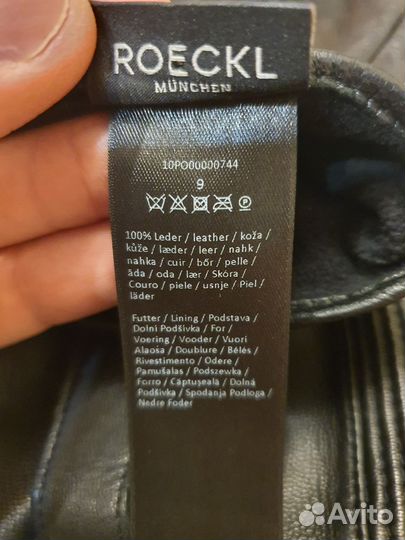 ROECKL
MÜNCHEN
10PO00000744
9
P
100% Leder / leather / koža /
kůže / læder / leer / nahk /
nahka / cuir / bőr / pelle /
āda / oda / lær / Skóra /
Couro / piele / usnje / Piel /
läder
Futter / Lining / Podstava /
Dolní Podšívka / For /
Voering / Vooder / Vuori
Alaoša / Doublure / Bélés /
Rivestimento / Odere /
Pamušalas / Podszewka /
Forro / Căptuşeală / Dolná
Podšívka / Spodanja Podloga /
Nedre Foder
Avito